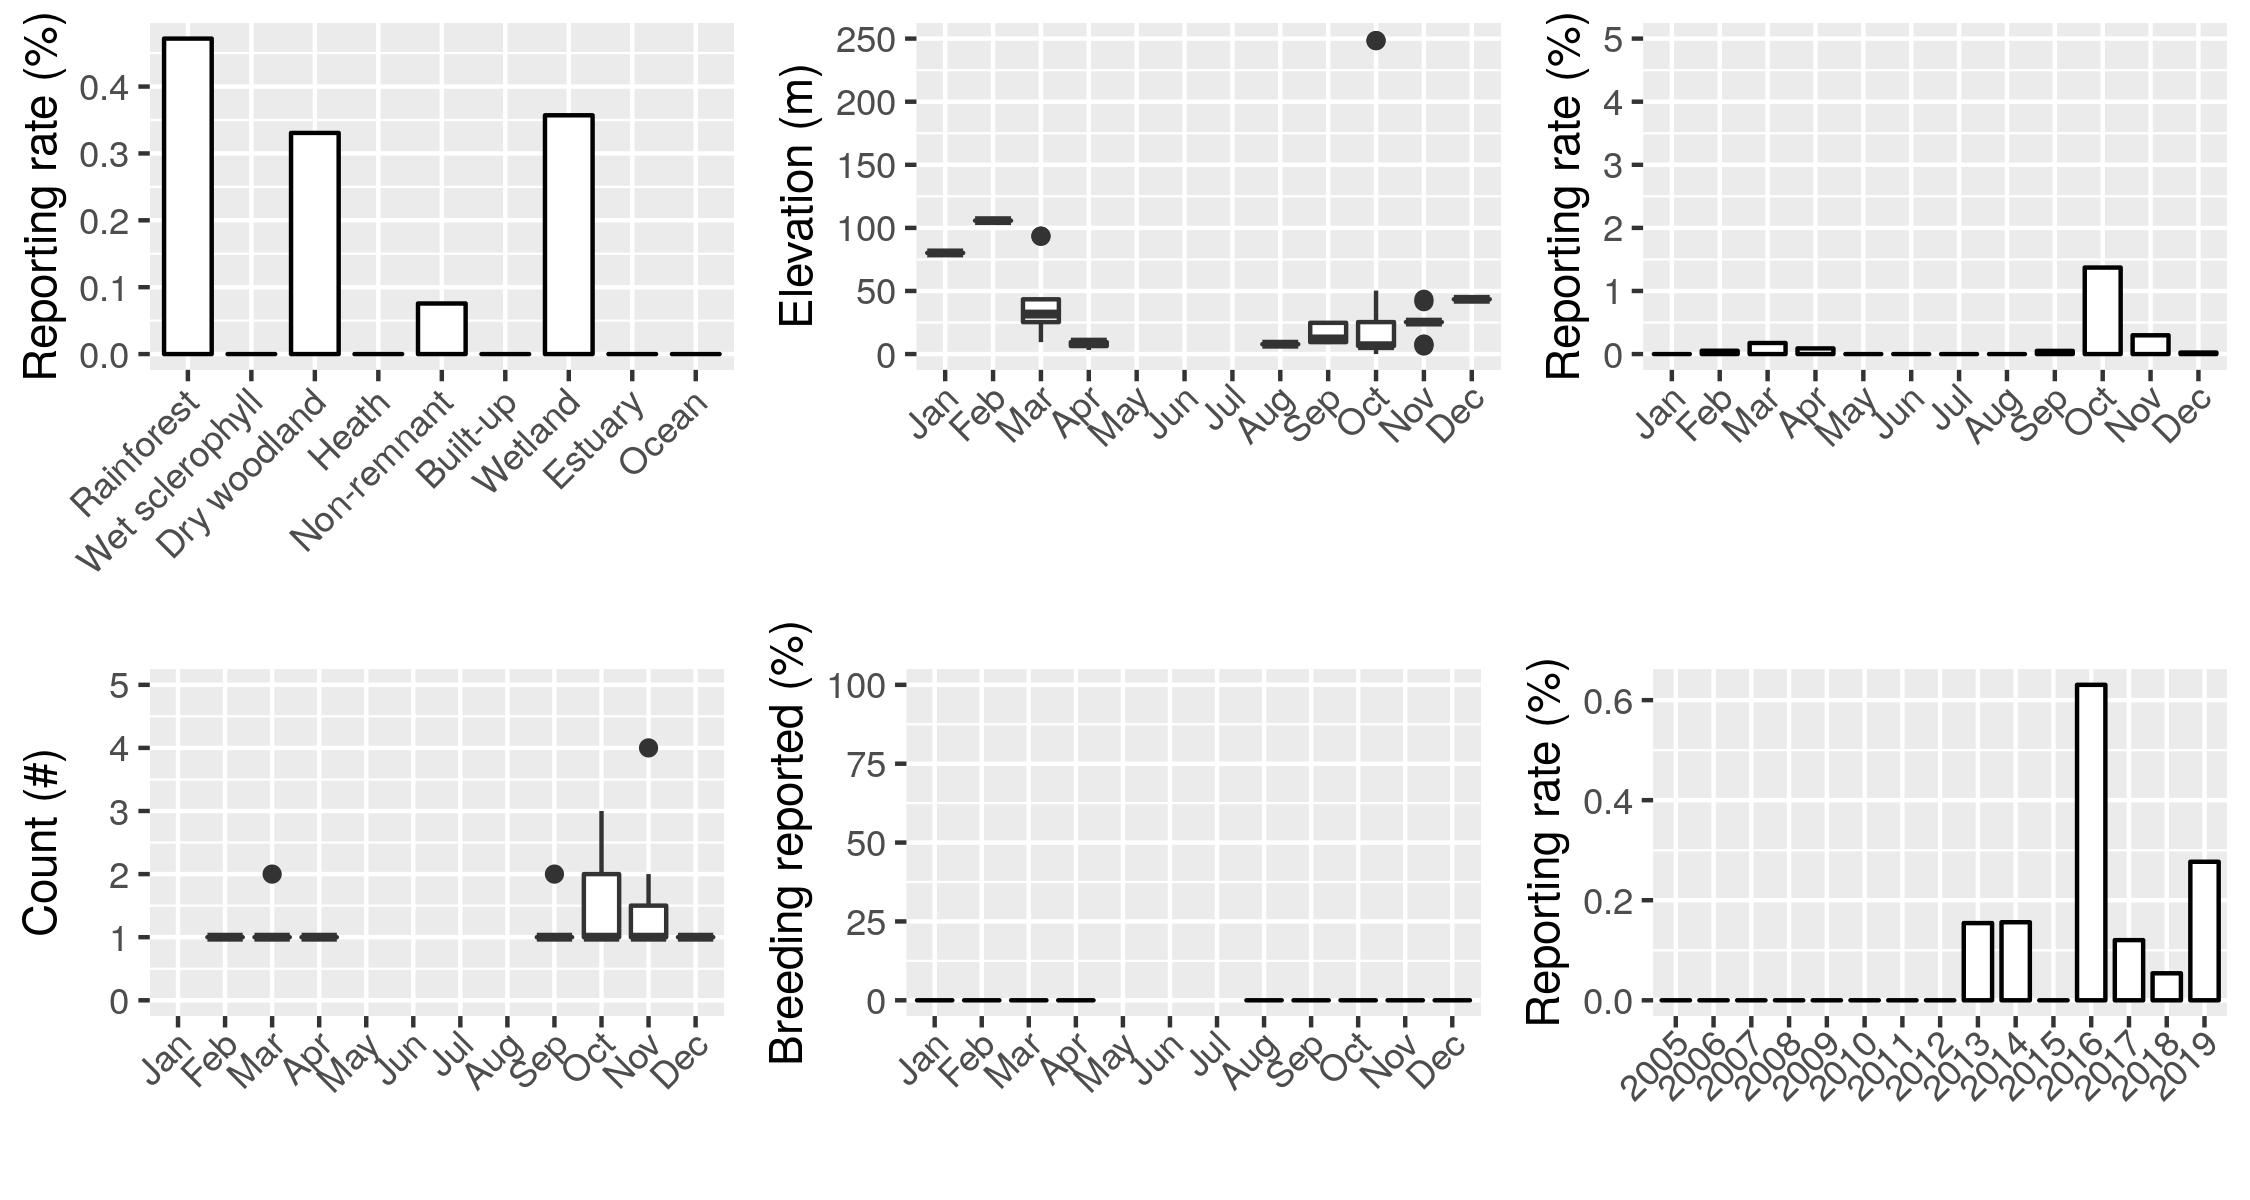 Reporting rate (%)
0.4
0.3
0.2
0.1
0.0
Rainforest
Wet sclerophyll
Dry woodland
Heath
Non-remnant
Built-up
Wetland
Estuary
Ocean
Elevation (m)
250
200
150
100
50
0
Jan
Feb
Mar
Apr
May
Jun
Jul
Aug
Sep
Oct
Nov
Dec
Reporting rate (%)
5
4
3
2
1
0
Jan
Feb
Mar
Apr
May
Jun
Jul
Aug
Sep
Oct
Nov
Dec
Count (#)
5
4
3
2
1
0
Jan
Feb
Mar
Apr
May
Jun
Jul
Aug
Sep
Oct
Nov
Dec
Breeding reported (%)
100
75
50
25
0
Jan
Feb
Mar
Apr
May
Jun
Jul
Aug
Sep
Oct
Nov
Dec
Reporting rate (%)
0.6
0.4
0.2
0.0
2005
2006
2007
2008
2009
2010
2011
2012
2013
2014
2015
2016
2017
2018
2019